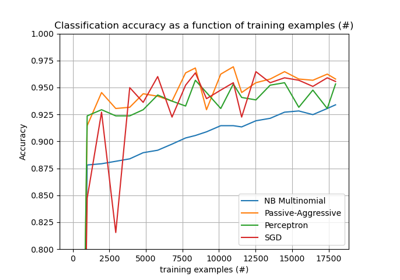 Classification accuracy as a function of training examples (#)
1.000
0.975
0.950
0.925
0.900
0.875
0.850
0.825
0.800
Accuracy
NB Multinomial
Passive-Aggressive
Perceptron
SGD
0 2500 5000 7500 10000 12500 15000 17500
training examples (#)